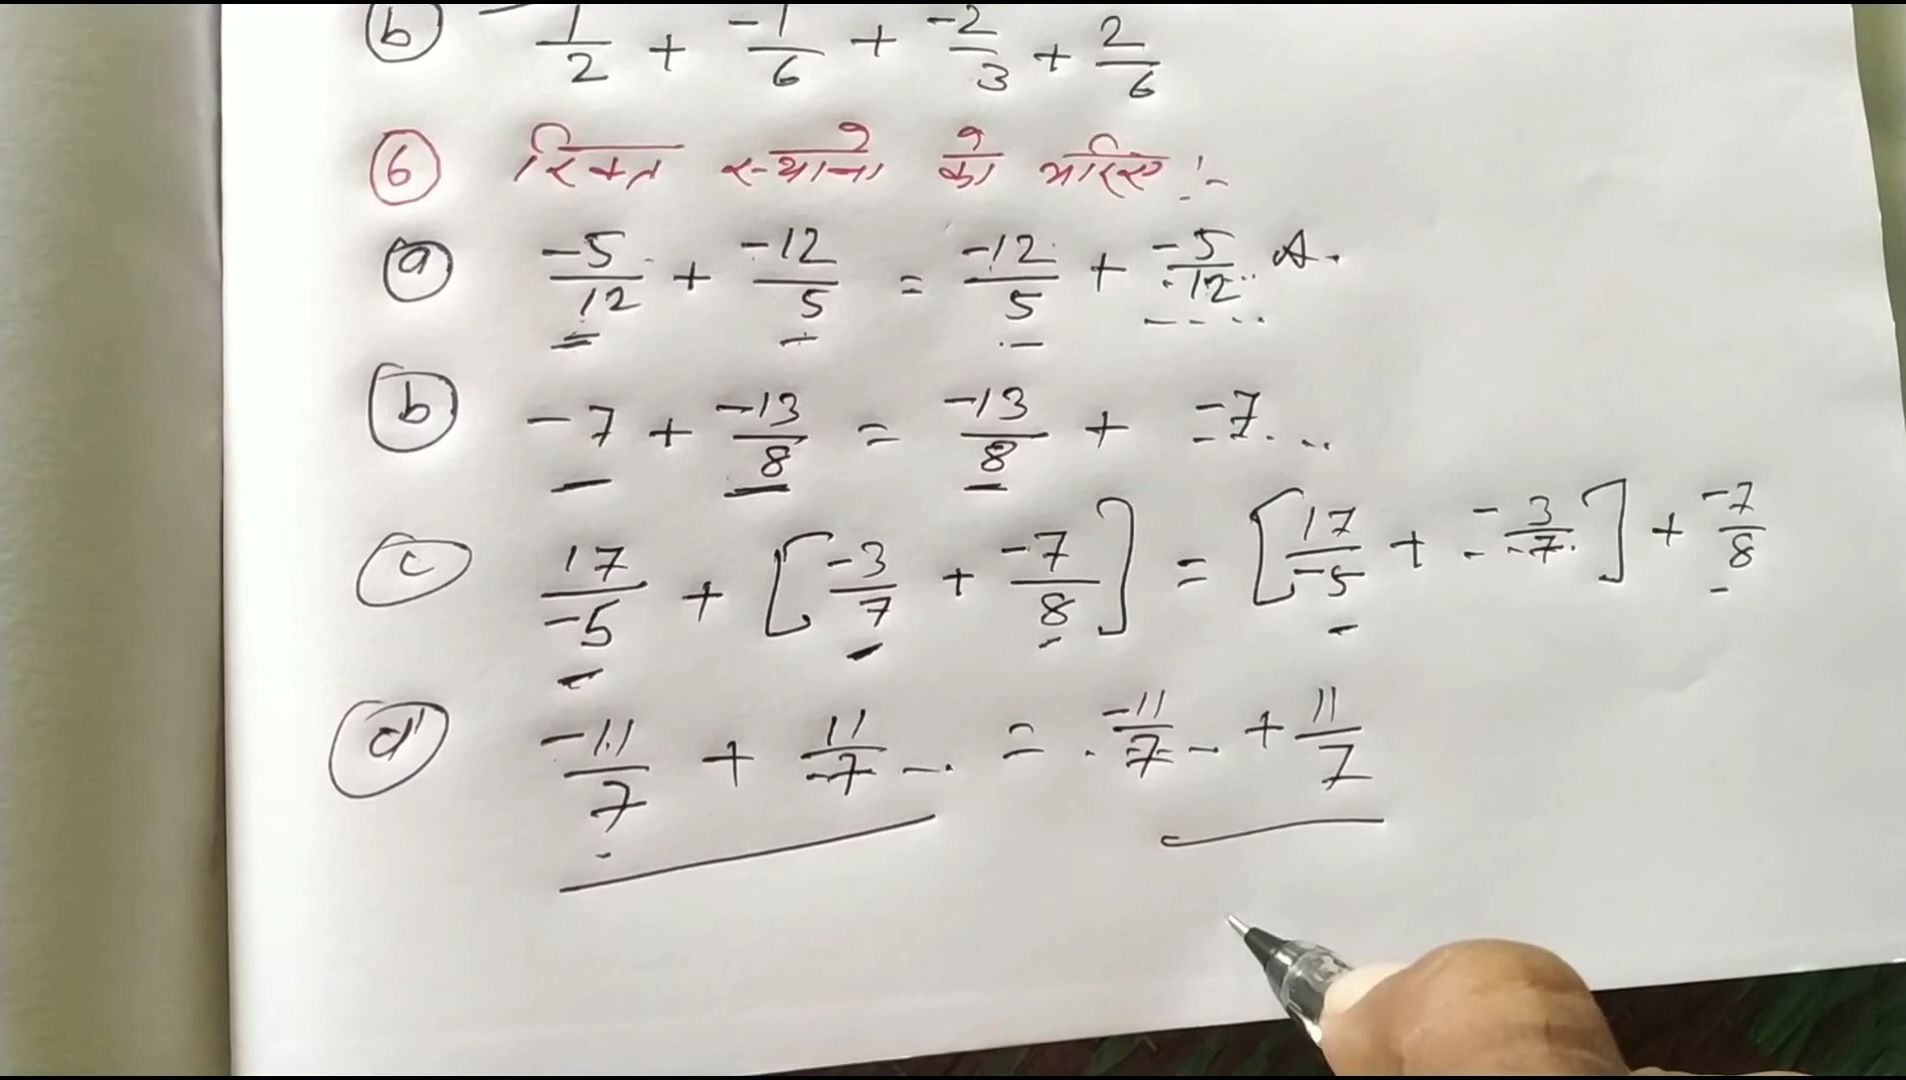 (b) 1/2 + -1/6 + -2/3 + 2/6
(6) रिक्त स्थानों को भरिए :-
(a) -5/12 + -12/5 = -12/5 + -5/12 A.
(b) -7 + -13/8 = -13/8 + -7...
(c) 17/-5 + [-3/7 + -7/8] = [17/-5 + -3/7] + -7/8
(d) -11/7 + 11/7 = -11/7 + 11/7